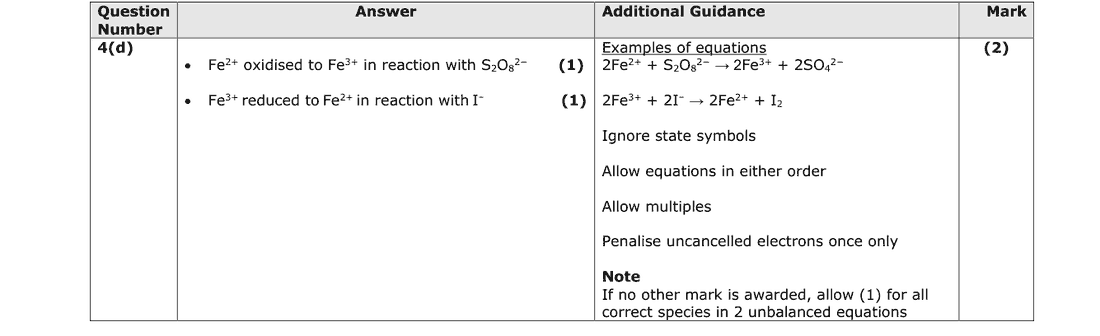 Question Number Answer Additional Guidance Mark
4(d) Examples of equations (2)
• Fe²⁺ oxidised to Fe³⁺ in reaction with S₂O₈²⁻ (1) 2Fe²⁺ + S₂O₈²⁻ → 2Fe³⁺ + 2SO₄²⁻
• Fe³⁺ reduced to Fe²⁺ in reaction with I⁻ (1) 2Fe³⁺ + 2I⁻ → 2Fe²⁺ + I₂
Ignore state symbols
Allow equations in either order
Allow multiples
Penalise uncancelled electrons once only
Note
If no other mark is awarded, allow (1) for all
correct species in 2 unbalanced equations